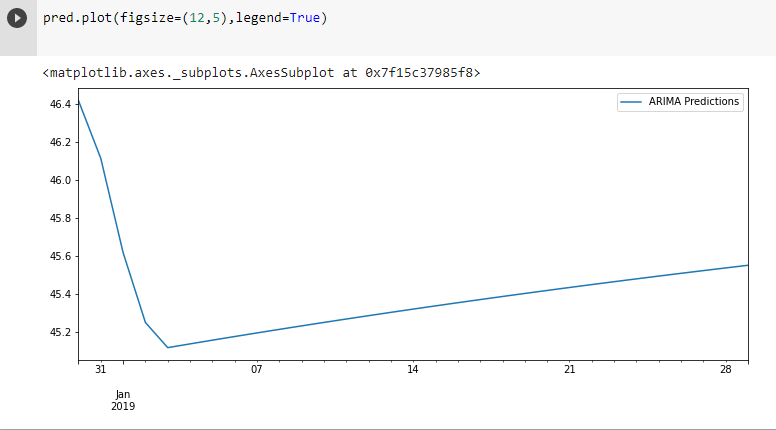 pred.plot(figsize=(12,5),legend=True)
<matplotlib.axes._subplots.AxesSubplot at 0x7f15c37985f8>
ARIMA Predictions
46.4
46.2
46.0
45.8
45.6
45.4
45.2
31 07 14 21 28
Jan
2019